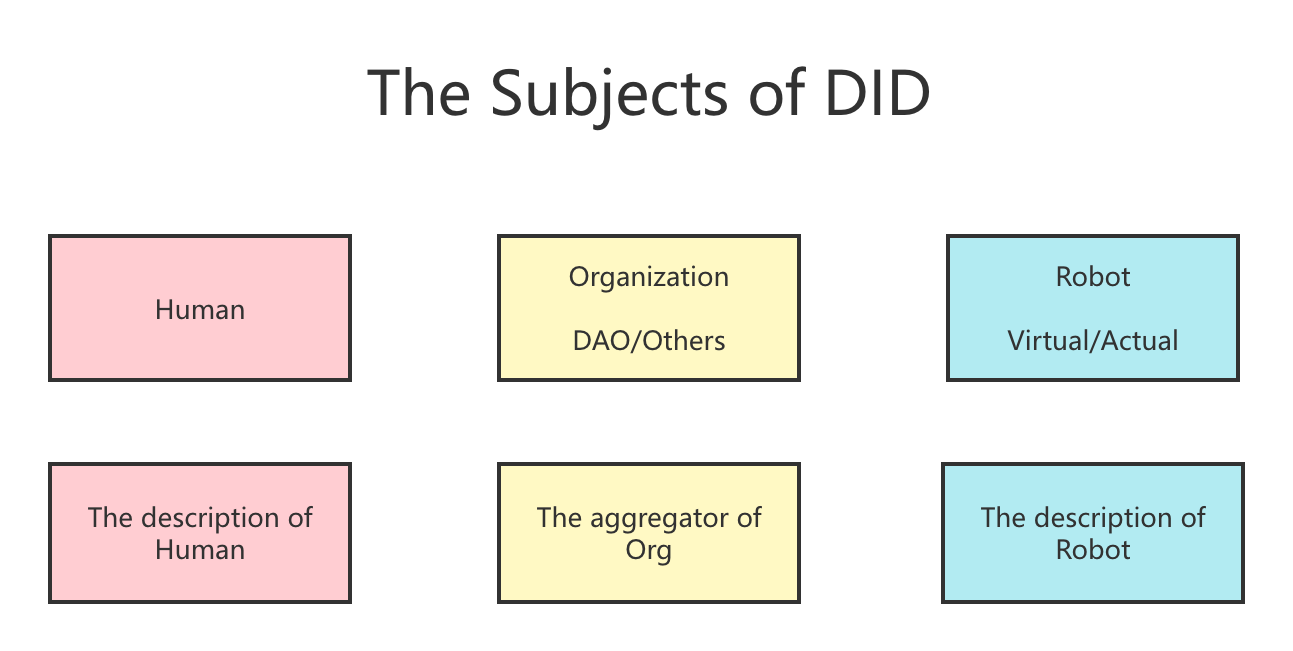 The Subjects of DID
Human
Organization
DAO/Others
Robot
Virtual/Actual
The description of
Human
The aggregator of
Org
The description of
Robot